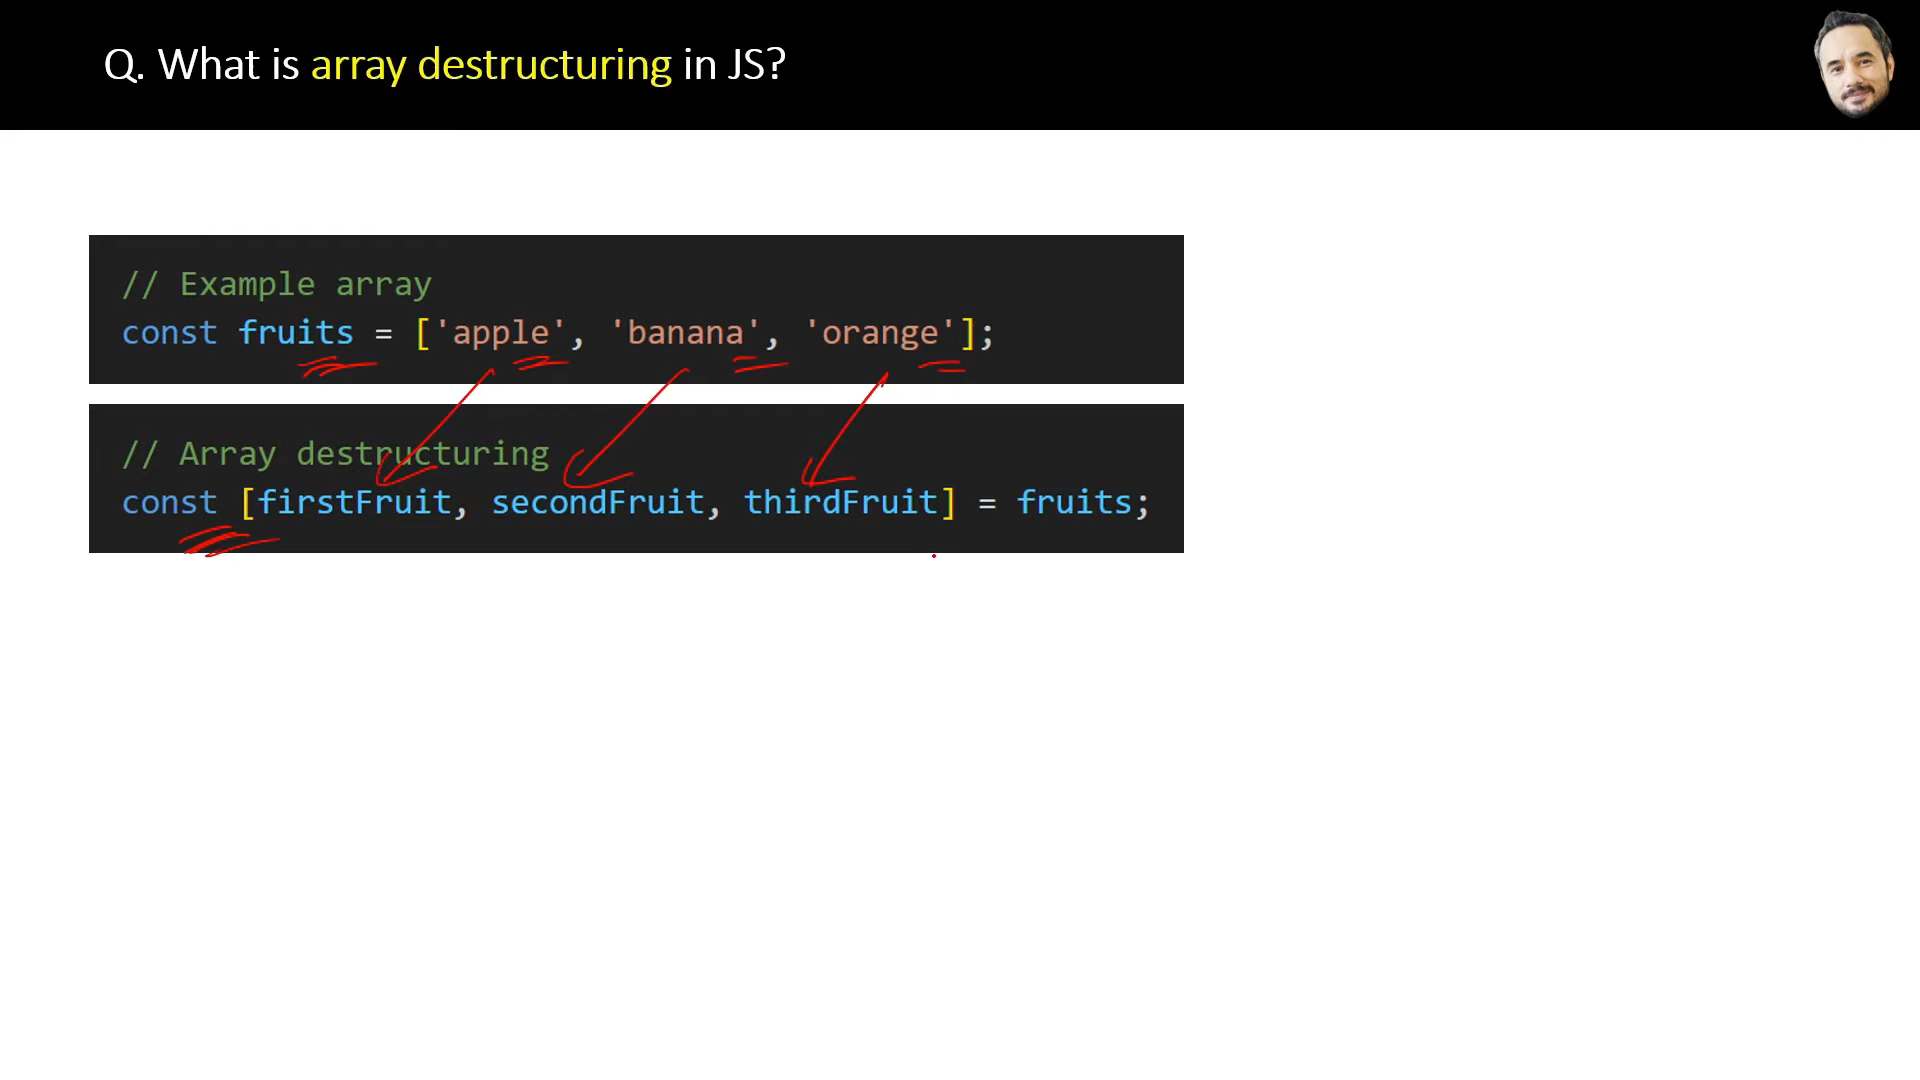 Q. What is array destructuring in JS?
// Example array
const fruits = ['apple', 'banana', 'orange'];
// Array destructuring
const [firstFruit, secondFruit, thirdFruit] = fruits;